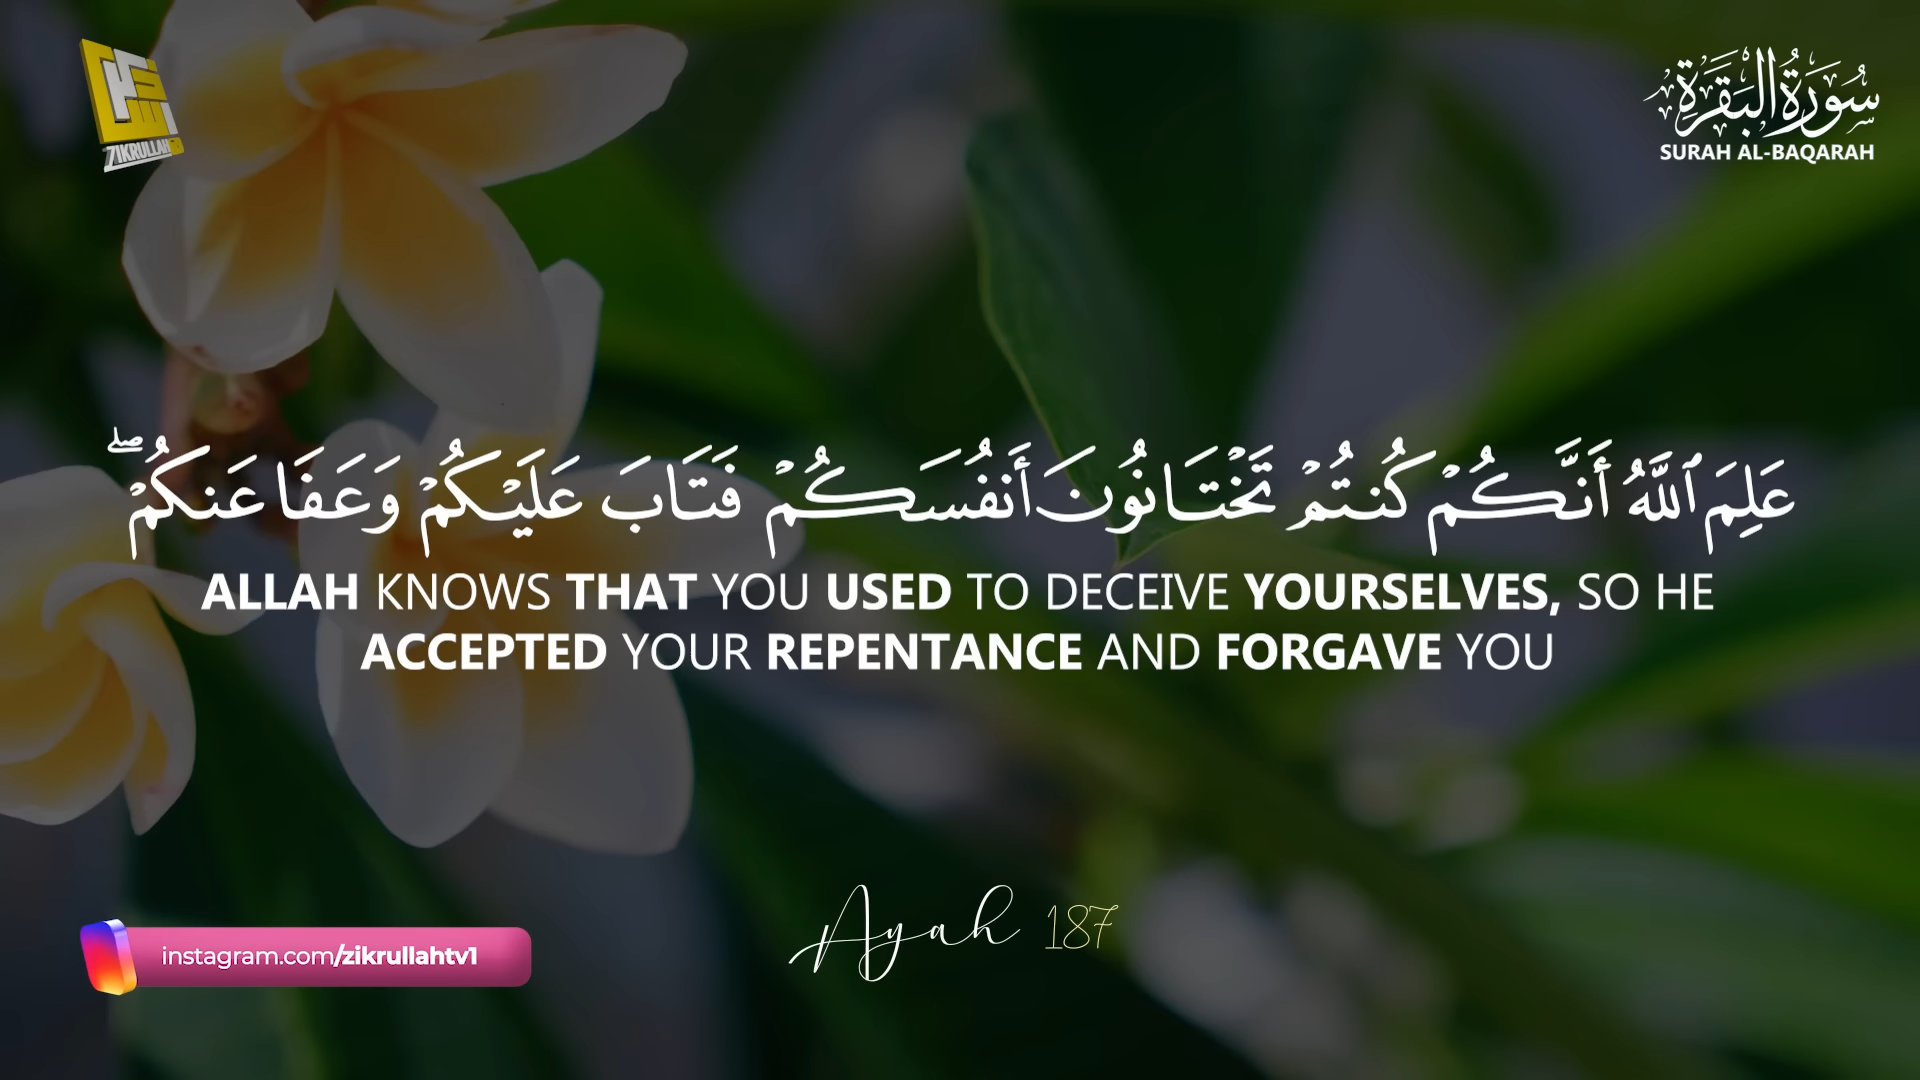 ZIKRULLAH
سُورَةُ الْبَقَرَةِ
SURAH AL-BAQARAH
عَلِمَ ٱللَّهُ أَنَّكُمْ كُنتُمْ تَخْتَانُونَ أَنفُسَكُمْ فَتَابَ عَلَيْكُمْ وَعَفَا عَنكُمْ ۖ
ALLAH KNOWS THAT YOU USED TO DECEIVE YOURSELVES, SO HE
ACCEPTED YOUR REPENTANCE AND FORGAVE YOU
Ayah 187
instagram.com/zikrullahtv1